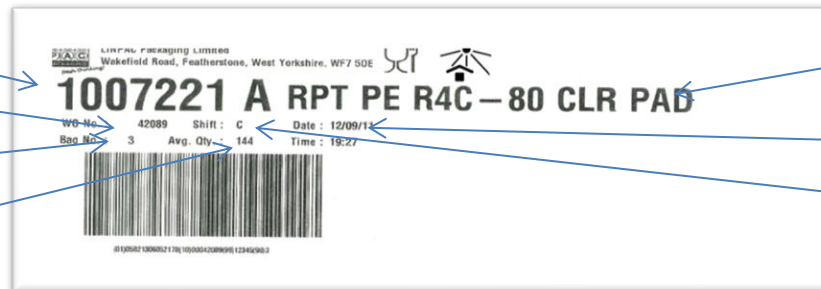 LINPAC Packaging Limited
Wakefield Road, Featherstone, West Yorkshire, WF7 5DE
1007221 A RPT PE R4C – 80 CLR PAD
WO No. 42089 Shift : C Date : 12/09/11
Bag No. : 3 Avg. Qty. : 144 Time : 19:27